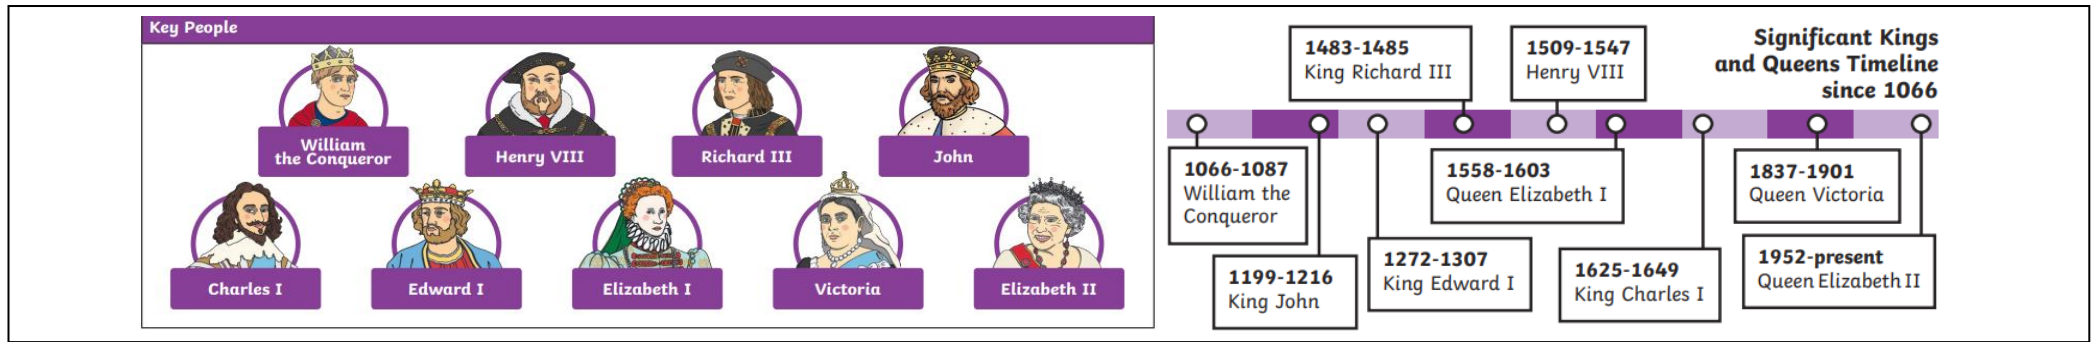 Key People
William
the Conqueror
Henry VIII
Richard III
John
Charles I
Edward I
Elizabeth I
Victoria
Elizabeth II
Significant Kings
and Queens Timeline
since 1066
1483-1485
King Richard III
1509-1547
Henry VIII
1066-1087
William the
Conqueror
1199-1216
King John
1272-1307
King Edward I
1558-1603
Queen Elizabeth I
1625-1649
King Charles I
1837-1901
Queen Victoria
1952-present
Queen Elizabeth II